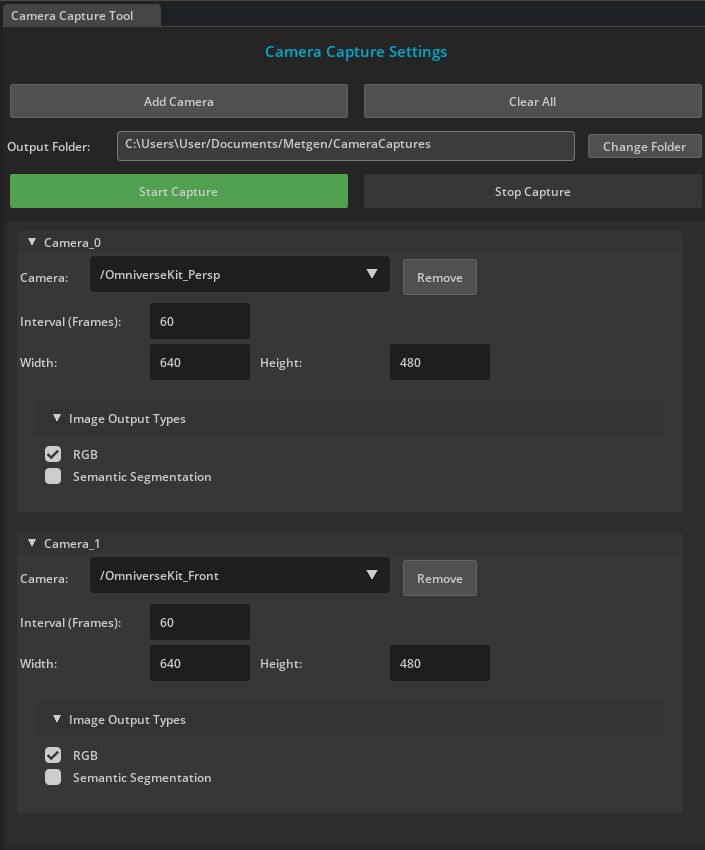 Camera Capture Tool
Camera Capture Settings
Add Camera Clear All
Output Folder: C:\Users\User/Documents/Metgen/CameraCaptures Change Folder
Start Capture Stop Capture
Camera_0
Camera: /OmniverseKit_Persp Remove
Interval (Frames): 60
Width: 640 Height: 480
Image Output Types
RGB
Semantic Segmentation
Camera_1
Camera: /OmniverseKit_Front Remove
Interval (Frames): 60
Width: 640 Height: 480
Image Output Types
RGB
Semantic Segmentation